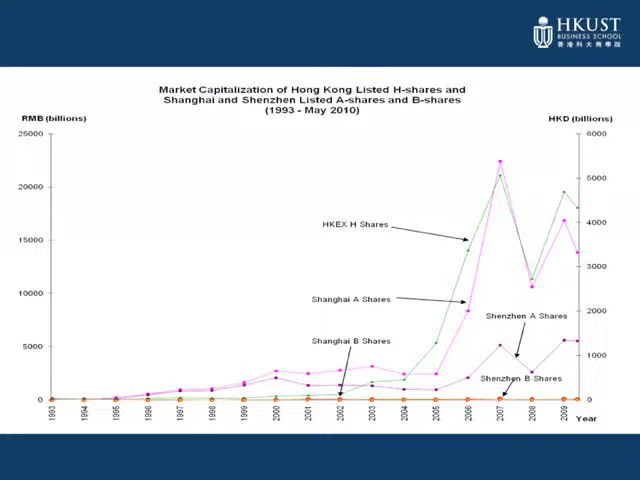 HKUST
BUSINESS SCHOOL
香港科大商學院
Market Capitalization of Hong Kong Listed H-shares and
Shanghai and Shenzhen Listed A-shares and B-shares
(1993 - May 2010)
RMB (billions)
HKD (billions)
25000
20000
15000
10000
5000
0
6000
5000
4000
3000
2000
1000
0
HKEX H Shares
Shanghai A Shares
Shenzhen A Shares
Shanghai B Shares
Shenzhen B Shares
1993
1994
1995
1996
1997
1998
1999
2000
2001
2002
2003
2004
2005
2006
2007
2008
2009
Year